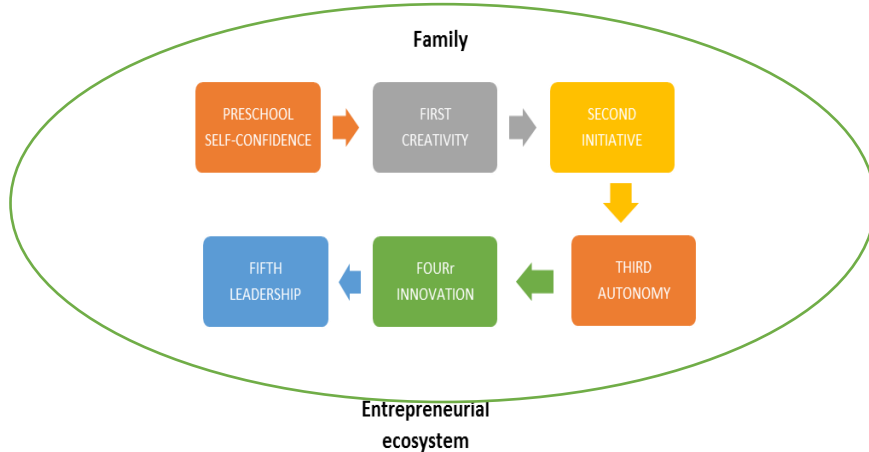 Family
PRESCHOOL
SELF-CONFIDENCE
FIRST
CREATIVITY
SECOND
INITIATIVE
THIRD
AUTONOMY
FOURr
INNOVATION
FIFTH
LEADERSHIP
Entrepreneurial
ecosystem